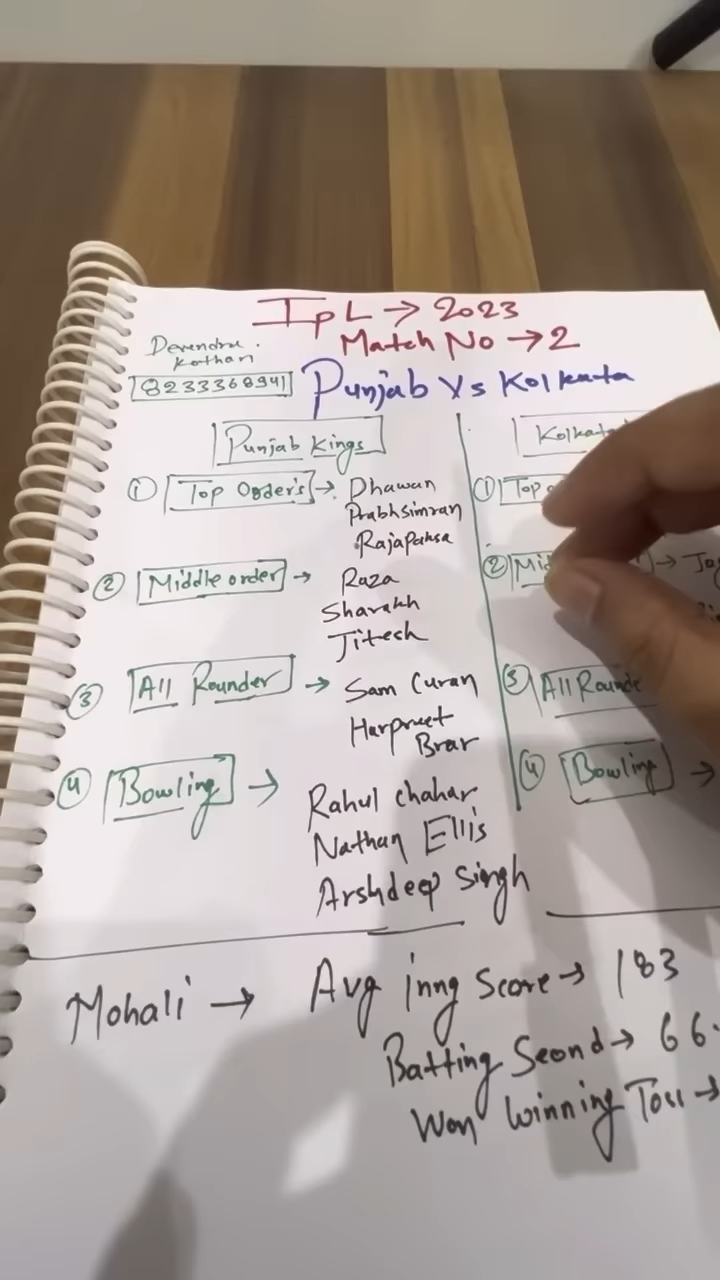 IPL → 2023
Match No → 2
Devendra.
Kothari
8233368941
Punjab Vs Kolkata
Punjab Kings
① Top Order's → Dhawan
Prabhsimran
Rajapaksa
② Middle order → Raza
Sharukh
Jitesh
③ All Rounder → Sam Curan
Harpreet
Brar
④ Bowling → Rahul Chahar
Nathan Ellis
Arshdeep Singh
Kolkata
① Top
② Mid →
③ All Rounde
④ Bowling →
Mohali → Avg inng Score → 183
Batting Seond → 66.
Won Winning Toss →